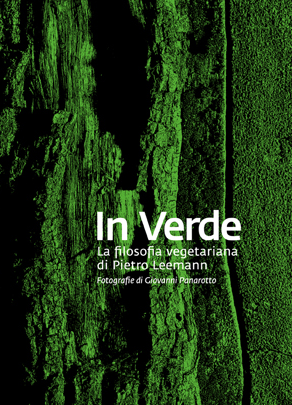 In Verde
La filosofia vegetariana
di Pietro Leemann
Fotografie di Giovanni Panarotto